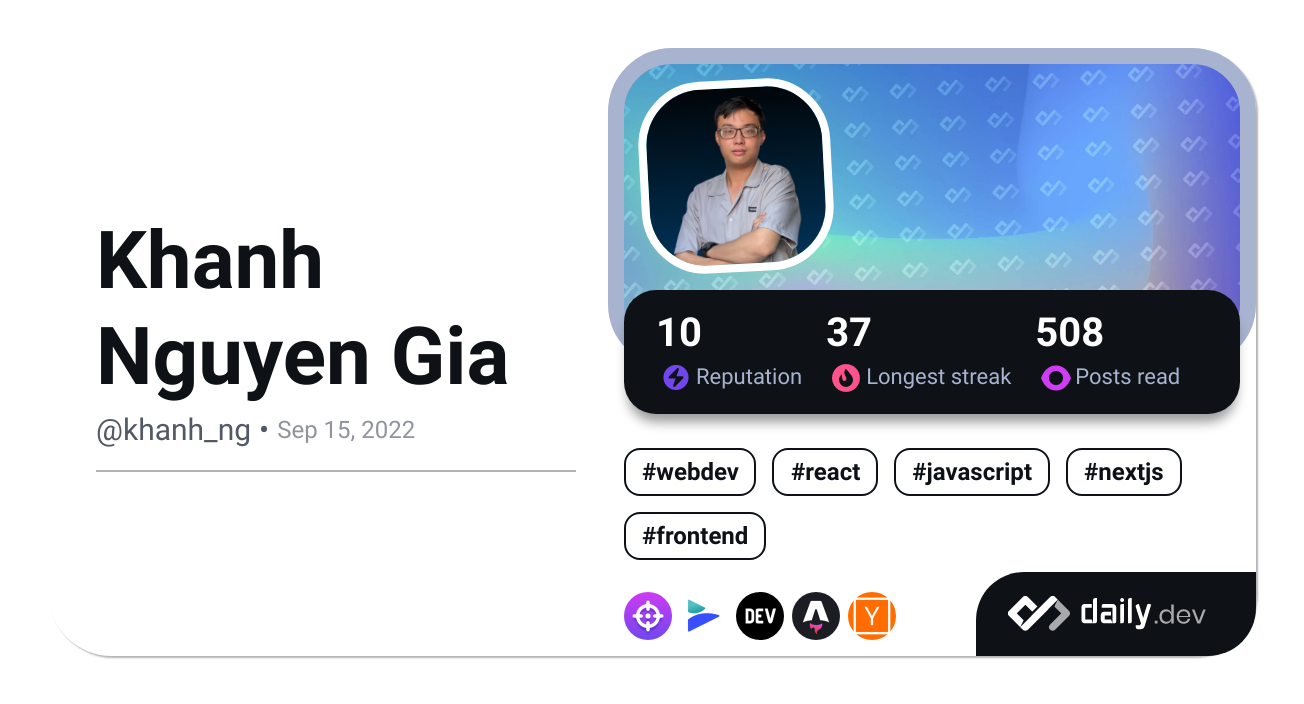 Khanh
Nguyen Gia
@khanh_ng • Sep 15, 2022
10 37 508
Reputation Longest streak Posts read
#webdev #react #javascript #nextjs
#frontend
DEV Y
daily.dev